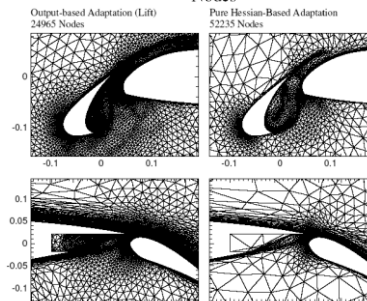 Output-based Adaptation (Lift)
24965 Nodes
Pure Hessian-Based Adaptation
52235 Nodes
0
-0.1
-0.1 0 0.1
-0.1 0 0.1
0.1
0.05
0
-0.05
-0.1